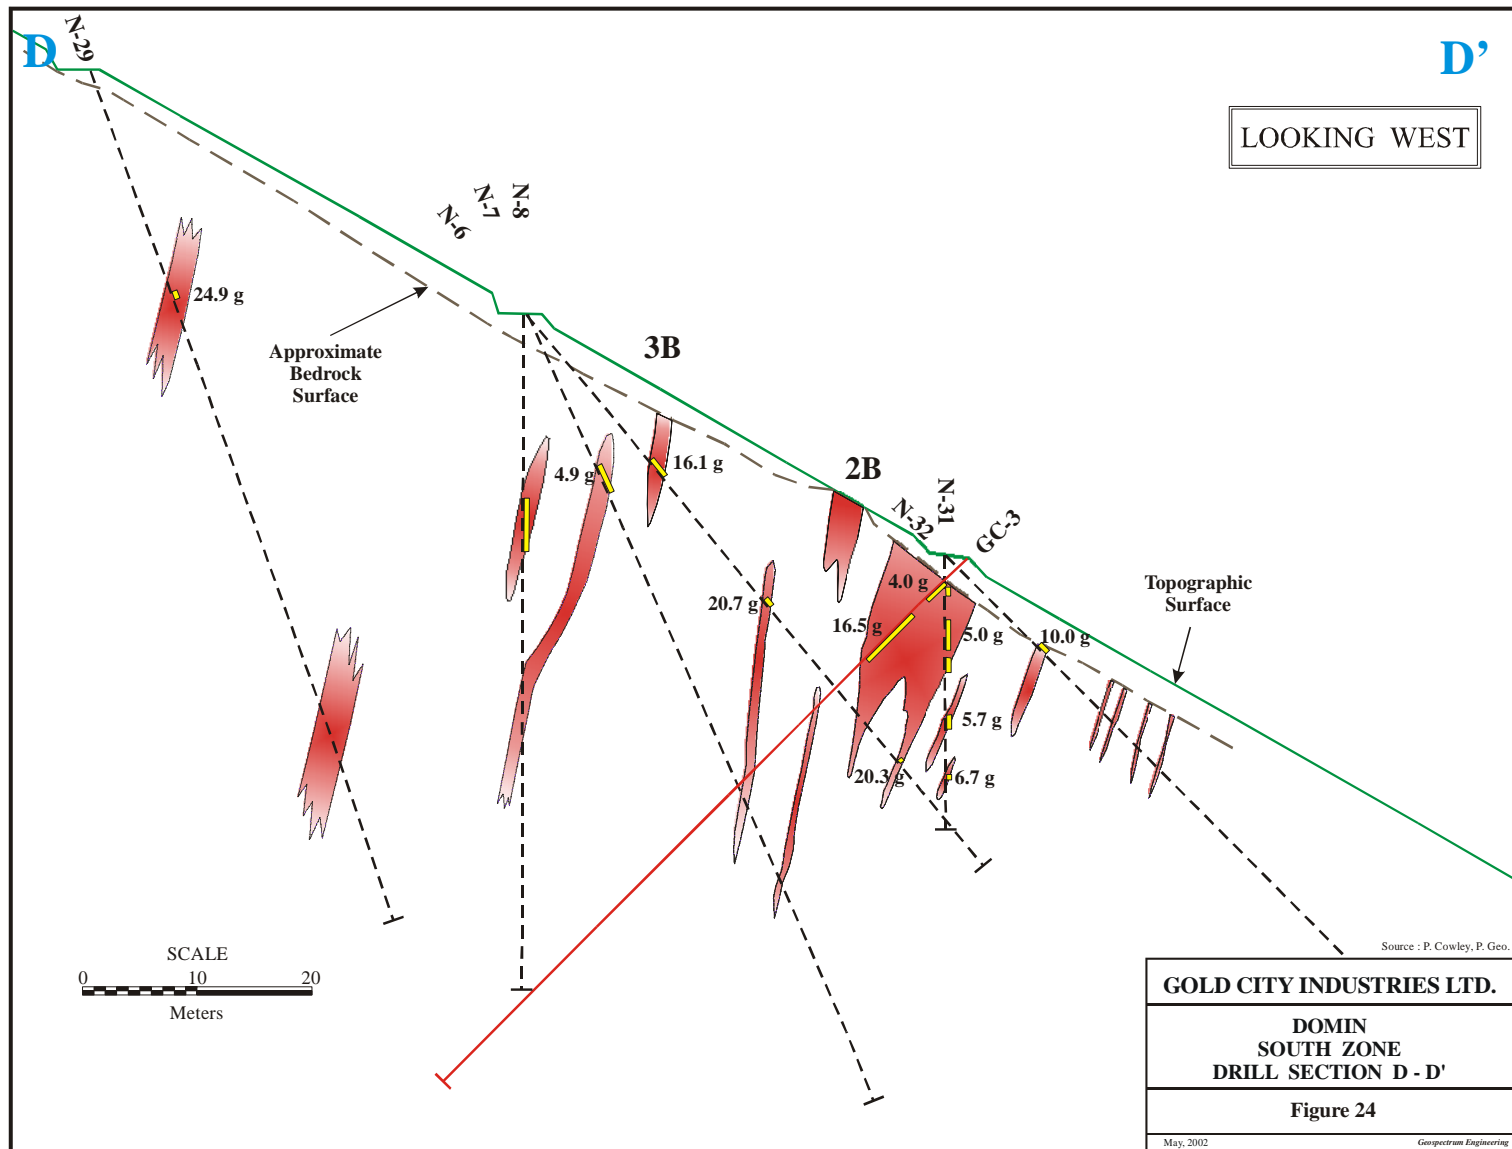 D
N-29
D’
LOOKING WEST
N-6
N-7
N-8
24.9 g
Approximate
Bedrock
Surface
3B
4.9 g
16.1 g
2B
N-32
N-31
GC-3
4.0 g
20.7 g
16.5 g
5.0 g
10.0 g
Topographic
Surface
5.7 g
20.3 g
6.7 g
SCALE
0 10 20
Meters
Source : P. Cowley, P. Geo.
GOLD CITY INDUSTRIES LTD.
DOMIN
SOUTH ZONE
DRILL SECTION D - D'
Figure 24
May, 2002
Geospectrum Engineering